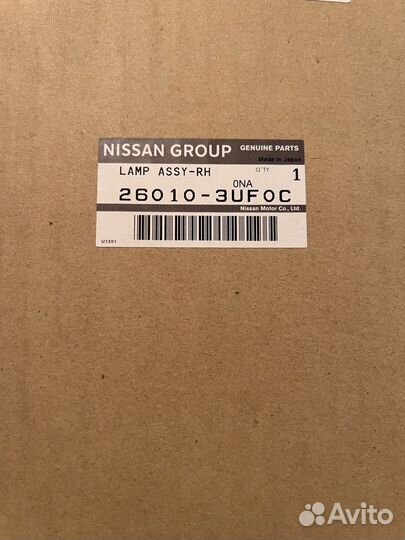 NISSAN GROUP GENUINE PARTS
Made in Japan
LAMP ASSY-RH Q'TY 1
0NA
26010-3UF0C
Nissan Motor Co., Ltd.
U1201
Avito